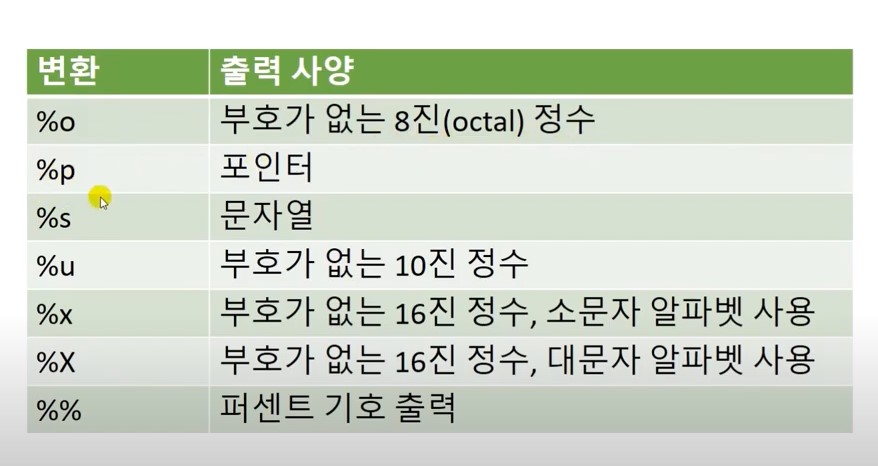 변환 출력 사양
%o 부호가 없는 8진(octal) 정수
%p 포인터
%s 문자열
%u 부호가 없는 10진 정수
%x 부호가 없는 16진 정수, 소문자 알파벳 사용
%X 부호가 없는 16진 정수, 대문자 알파벳 사용
%% 퍼센트 기호 출력